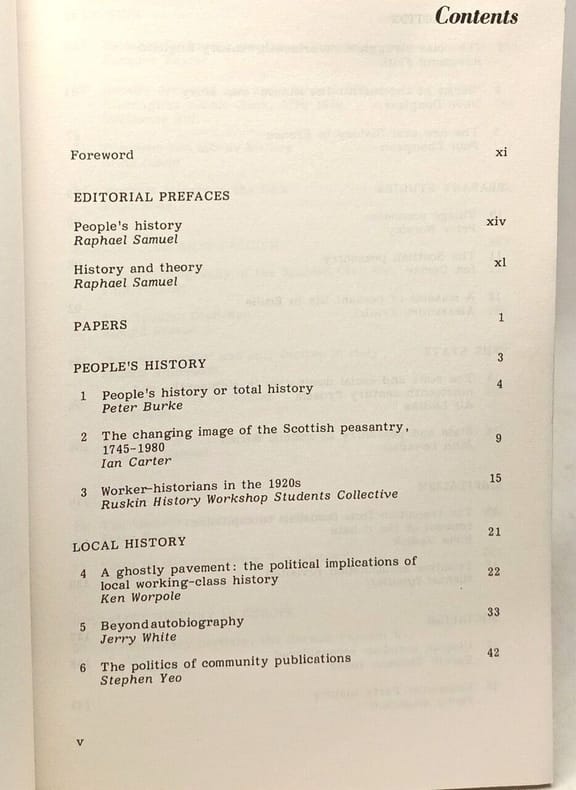 Contents
Foreword xi
EDITORIAL PREFACES
People's history xiv
Raphael Samuel
History and theory xl
Raphael Samuel
PAPERS 1
PEOPLE'S HISTORY 3
1 People's history or total history 4
Peter Burke
2 The changing image of the Scottish peasantry,
1745-1980 9
Ian Carter
3 Worker-historians in the 1920s 15
Ruskin History Workshop Students Collective
LOCAL HISTORY 21
4 A ghostly pavement: the political implications of
local working-class history 22
Ken Worpole
5 Beyond autobiography 33
Jerry White
6 The politics of community publications 42
Stephen Yeo
v